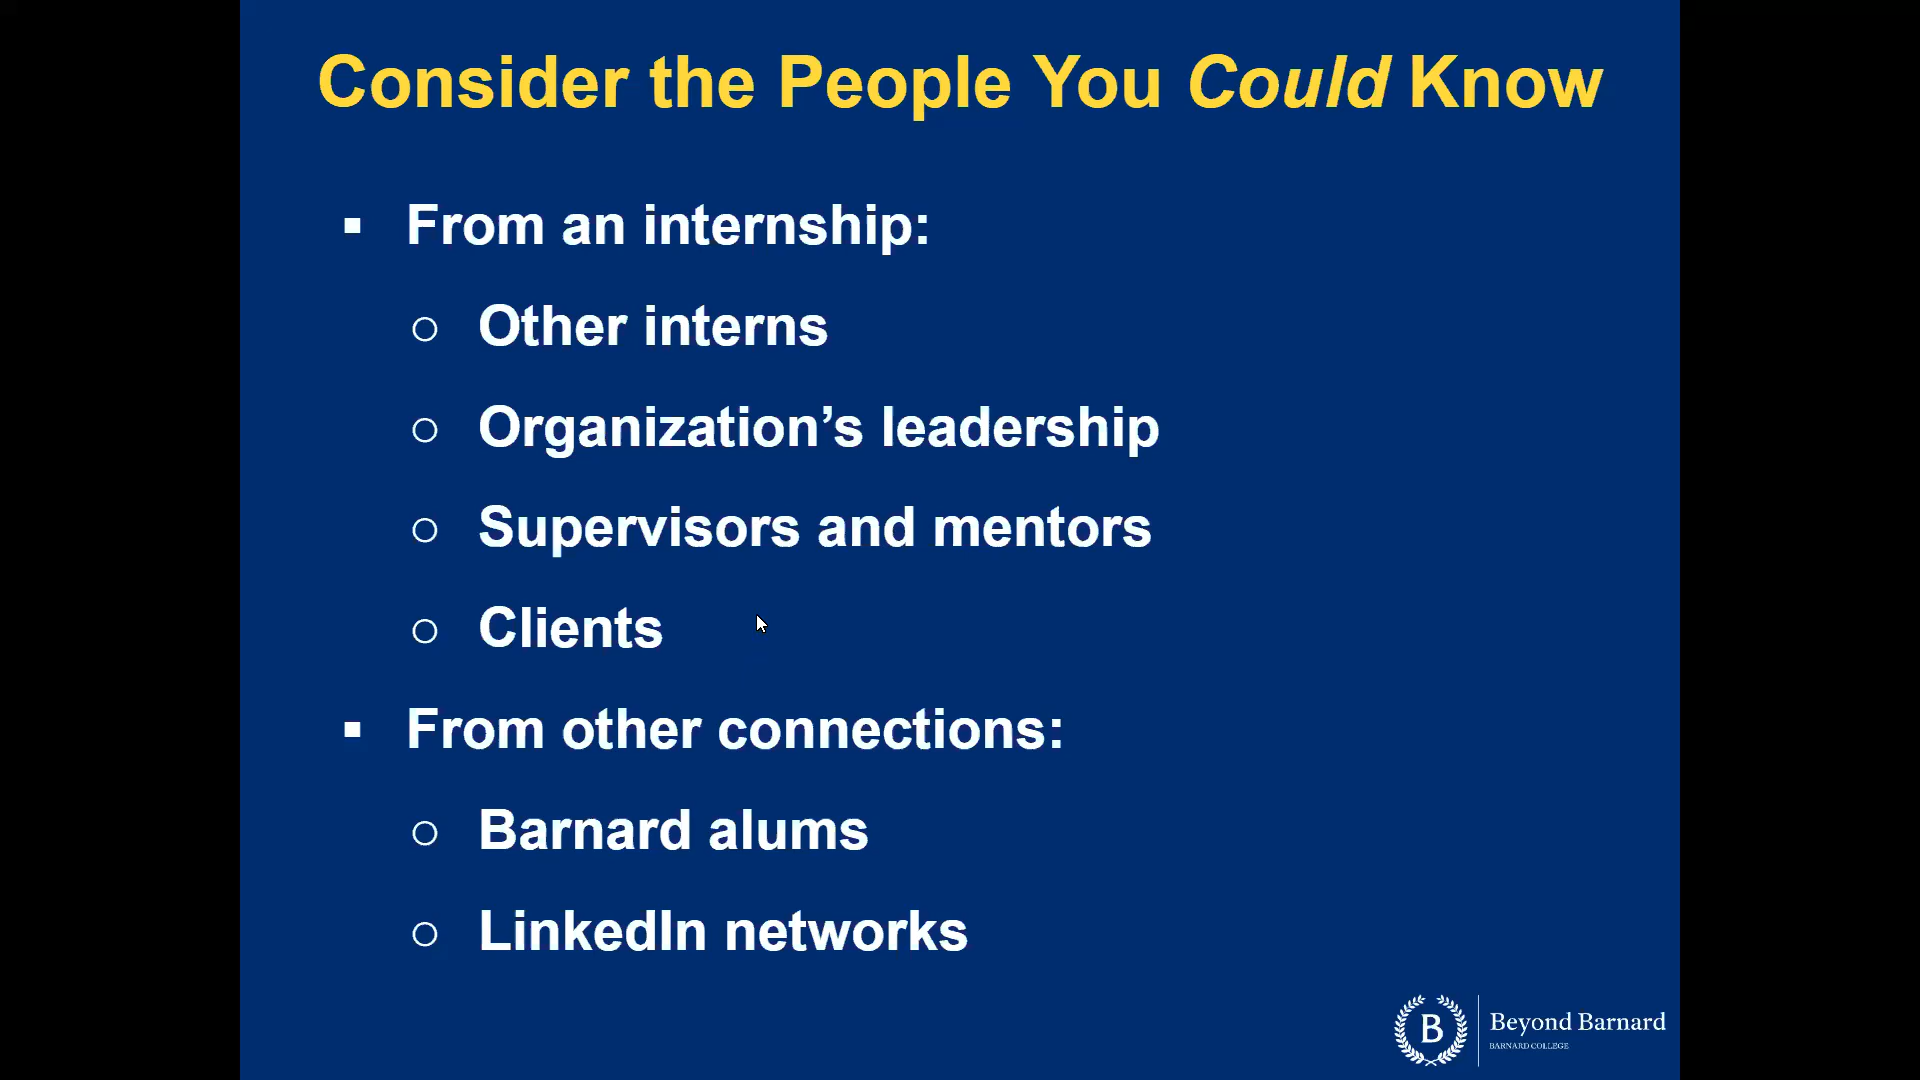 Consider the People You Could Know
▪ From an internship:
○ Other interns
○ Organization’s leadership
○ Supervisors and mentors
○ Clients
▪ From other connections:
○ Barnard alums
○ LinkedIn networks
B
Beyond Barnard
BARNARD COLLEGE